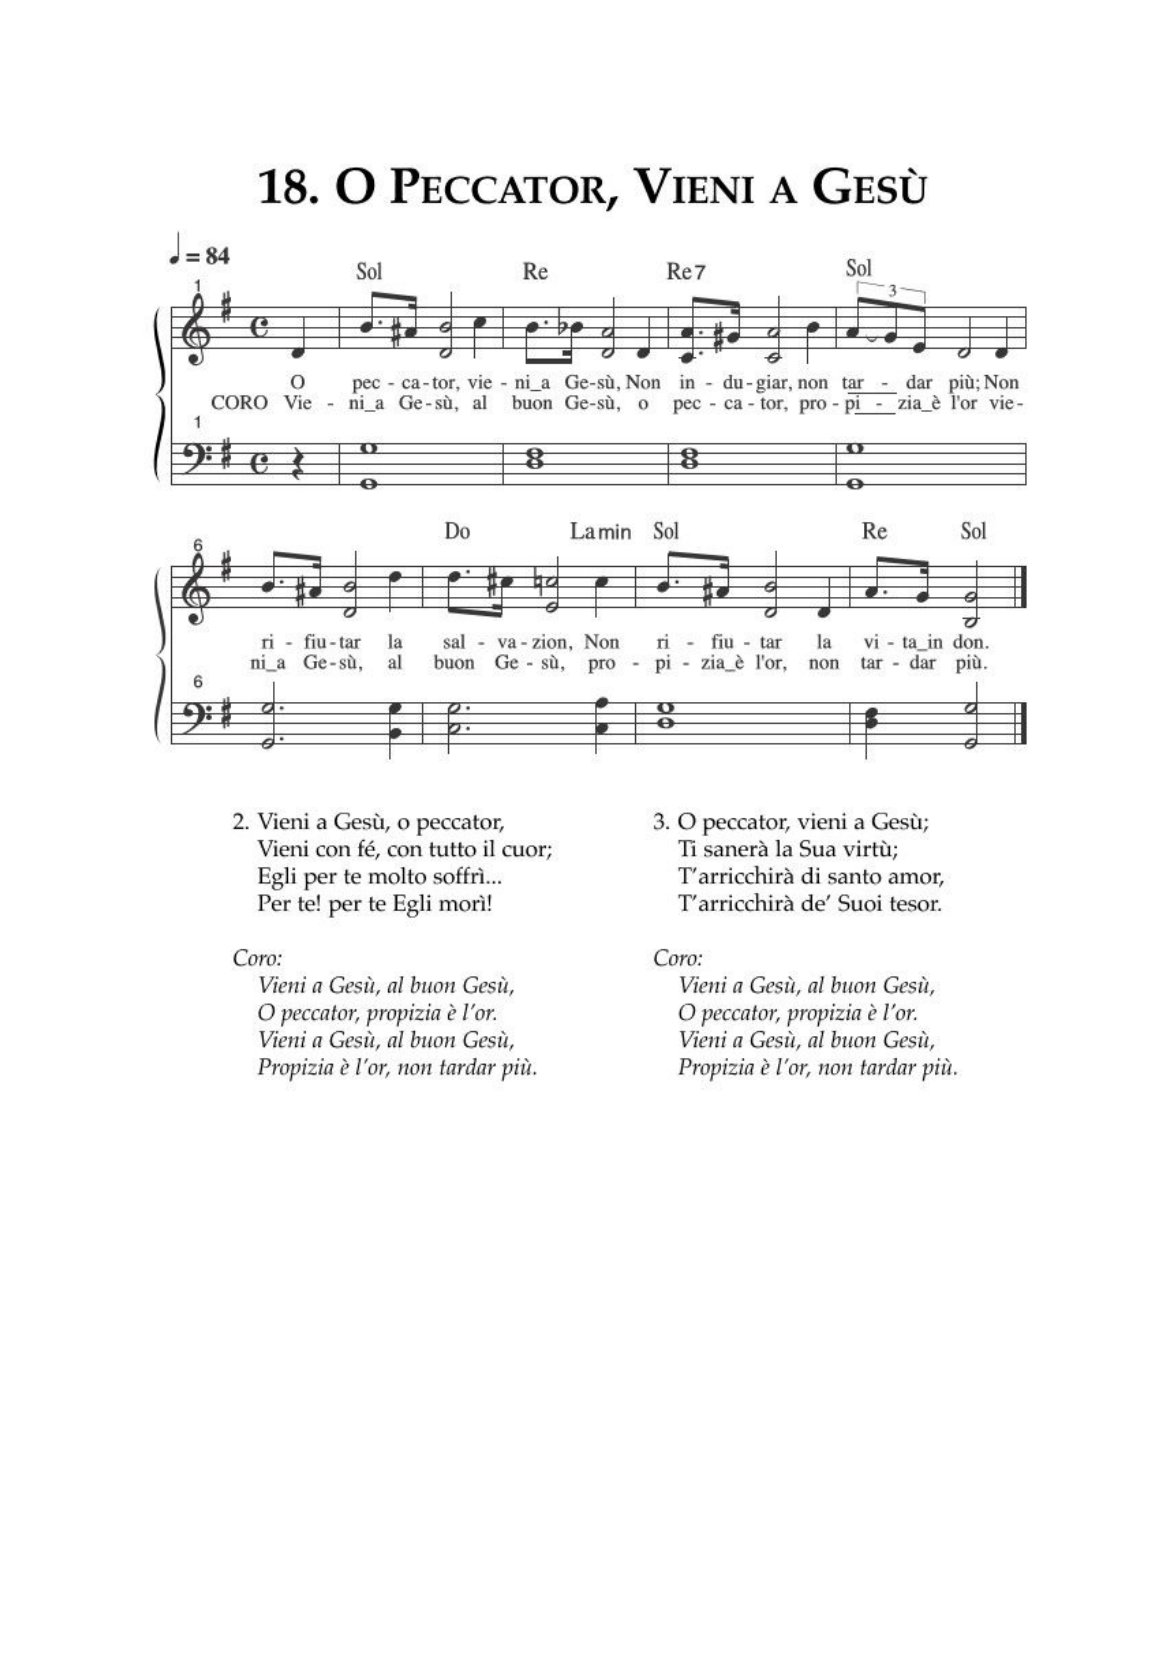 18. O Peccator, Vieni a Gesù
= 84
Sol Re Re7 Sol
1
3
O pec - ca - tor, vie - ni_a Ge - sù, Non in - du - giar, non tar - dar più; Non
CORO Vie - ni_a Ge - sù, al buon Ge - sù, o pec - ca - tor, pro - pi - zia_è l'or vie -
1
Do Lamin Sol Re Sol
6
ri - fiu - tar la sal - va - zion, Non ri - fiu - tar la vi - ta_in don.
ni_a Ge - sù, al buon Ge - sù, pro - pi - zia_è l'or, non tar - dar più.
6
2. Vieni a Gesù, o peccator,
Vieni con fé, con tutto il cuor;
Egli per te molto soffrì...
Per te! per te Egli morì!
Coro:
Vieni a Gesù, al buon Gesù,
O peccator, propizia è l'or.
Vieni a Gesù, al buon Gesù,
Propizia è l'or, non tardar più.
3. O peccator, vieni a Gesù;
Ti sanerà la Sua virtù;
T'arricchirà di santo amor,
T'arricchirà de' Suoi tesor.
Coro:
Vieni a Gesù, al buon Gesù,
O peccator, propizia è l'or.
Vieni a Gesù, al buon Gesù,
Propizia è l'or, non tardar più.